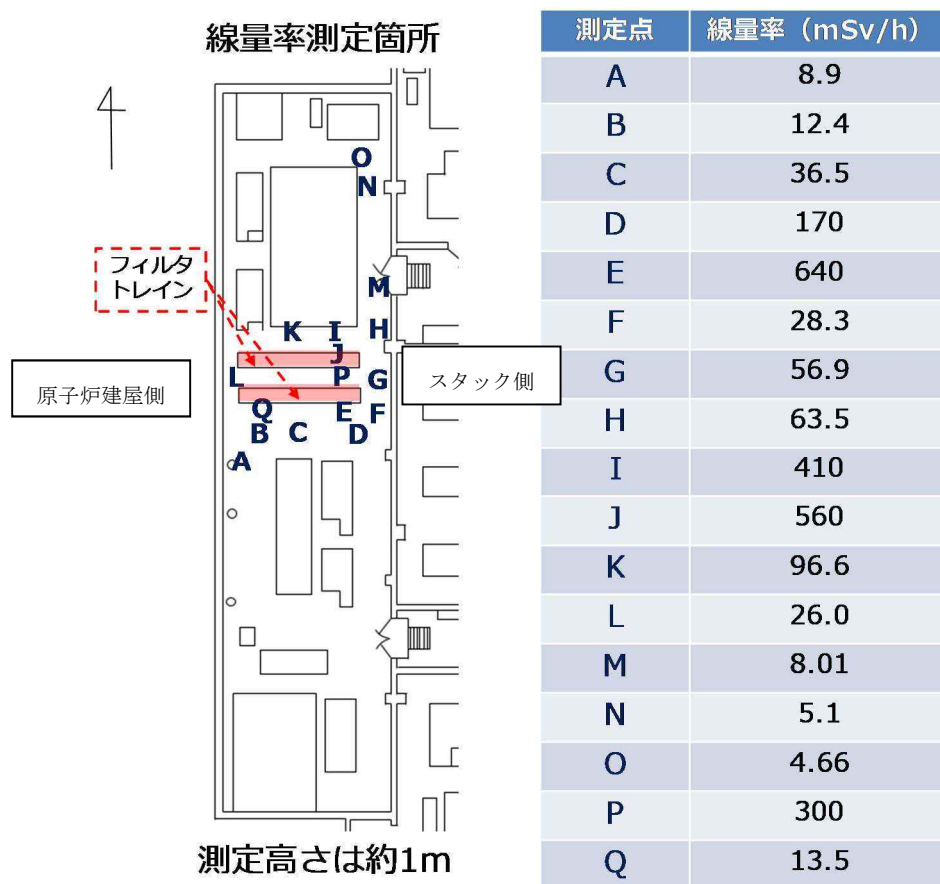 線量率測定箇所
O
N
フィルタ
トレイン
M
K I H
J
L P G
原子炉建屋側
スタック側
Q E F
B C D
A
測定高さは約1m
測定点 線量率（mSv/h）
A 8.9
B 12.4
C 36.5
D 170
E 640
F 28.3
G 56.9
H 63.5
I 410
J 560
K 96.6
L 26.0
M 8.01
N 5.1
O 4.66
P 300
Q 13.5